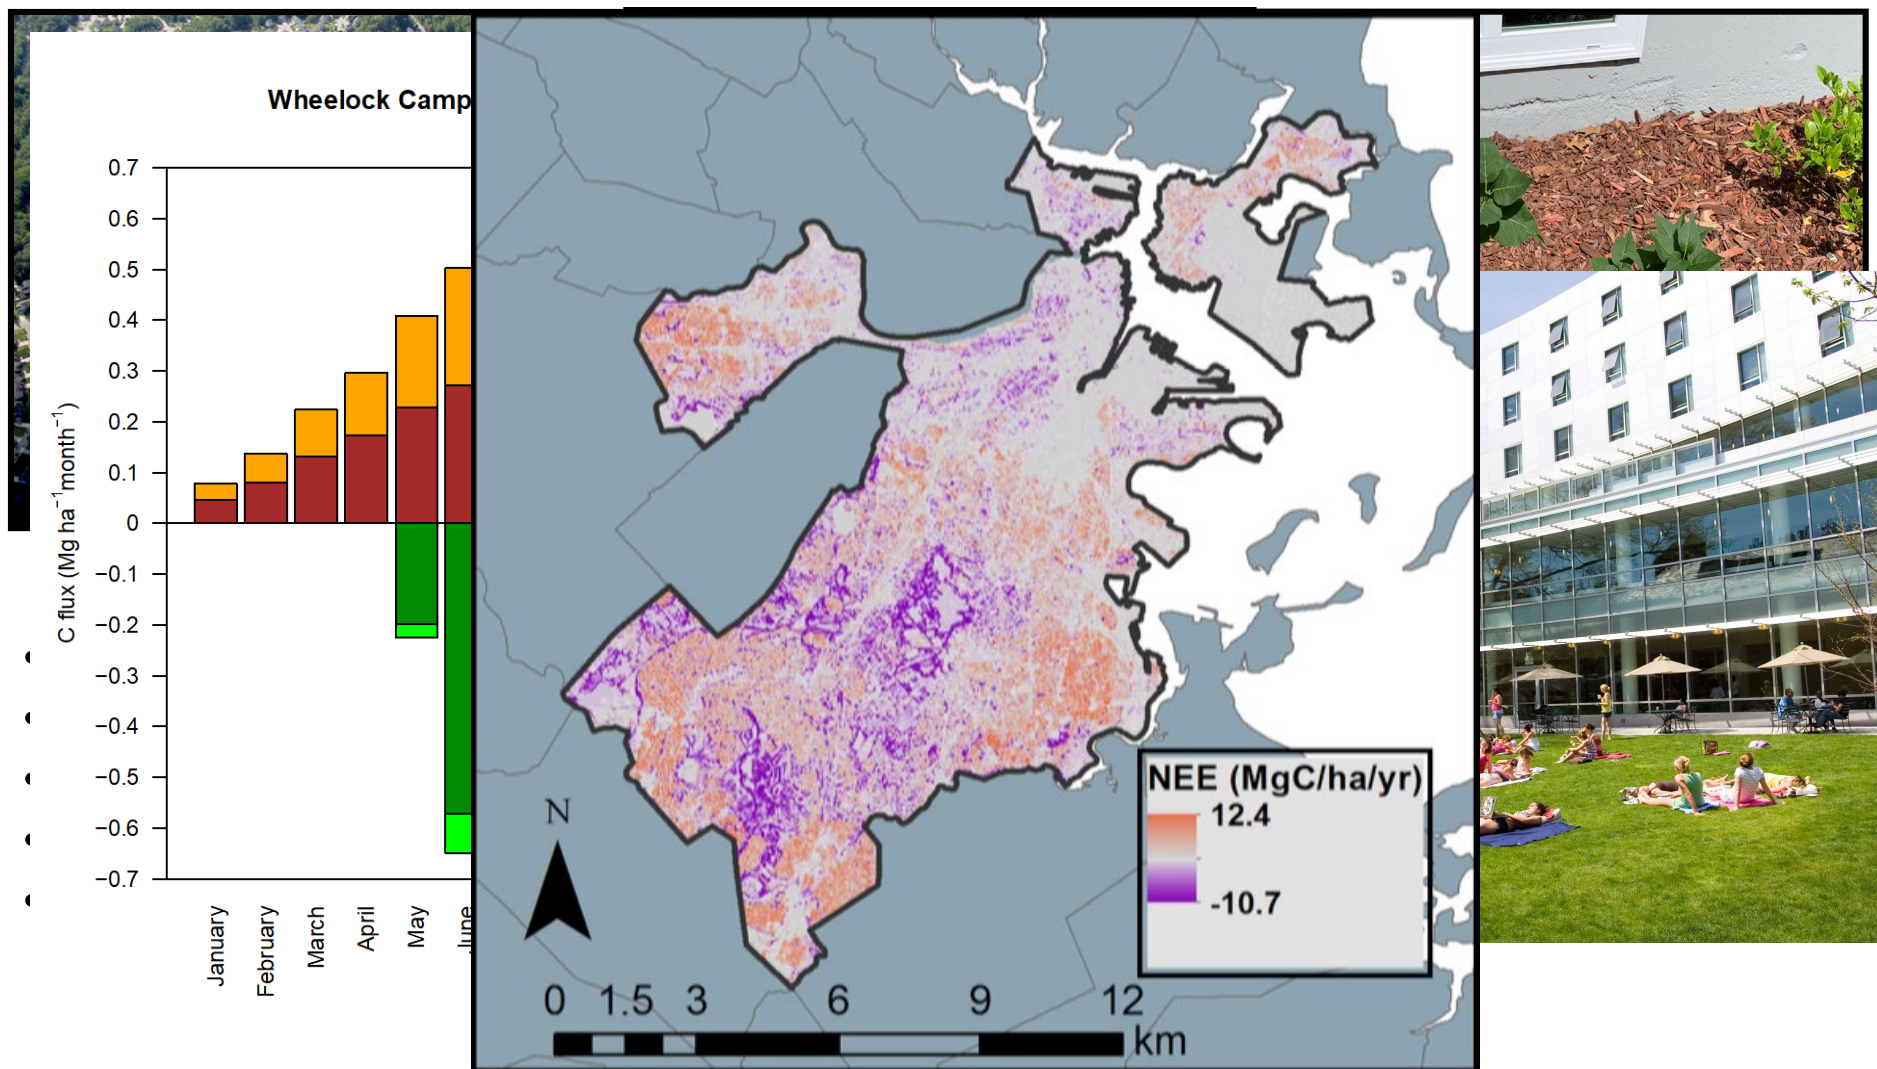 Wheelock Camp
0.7
0.6
0.5
0.4
0.3
0.2
0.1
0
−0.1
−0.2
−0.3
−0.4
−0.5
−0.6
−0.7
C flux (Mg ha⁻¹month⁻¹)
January
February
March
April
May
June
NEE (MgC/ha/yr)
12.4
-10.7
N
0 1.5 3 6 9 12
km